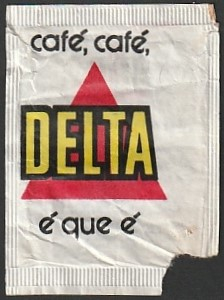 café, café,
DELTA
é que é